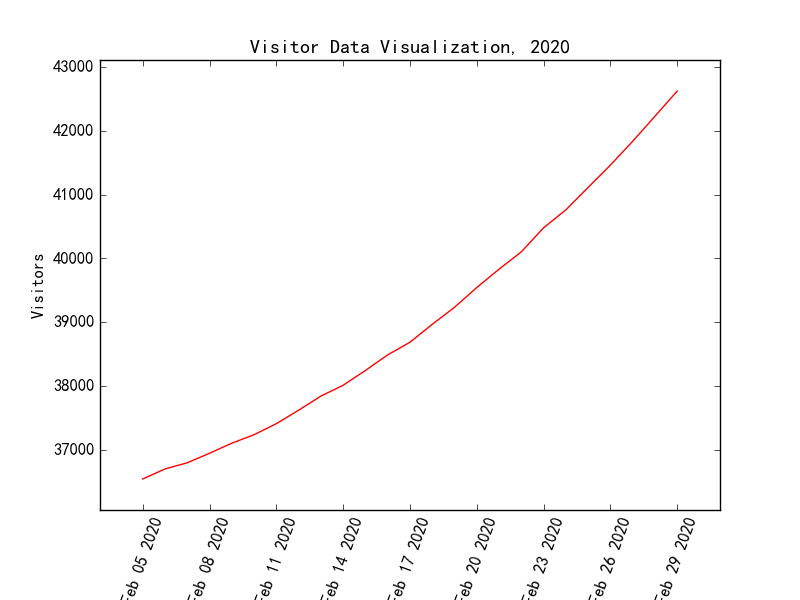 Visitor Data Visualization, 2020
43000
42000
41000
40000
39000
38000
37000
Visitors
Feb 05 2020
Feb 08 2020
Feb 11 2020
Feb 14 2020
Feb 17 2020
Feb 20 2020
Feb 23 2020
Feb 26 2020
Feb 29 2020